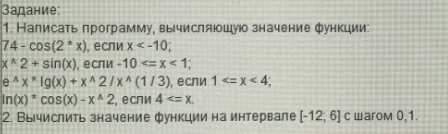 Задание:
1. Написать программу, вычисляющую значение функции:
74 - cos(2 * x), если x < -10;
x ^ 2 + sin(x), если -10 <= x < 1;
e ^ x * lg(x) + x ^ 2 / x ^ (1 / 3), если 1 <= x < 4;
ln(x) * cos(x) - x ^ 2, если 4 <= x.
2. Вычислить значение функции на интервале [-12; 6] с шагом 0,1.